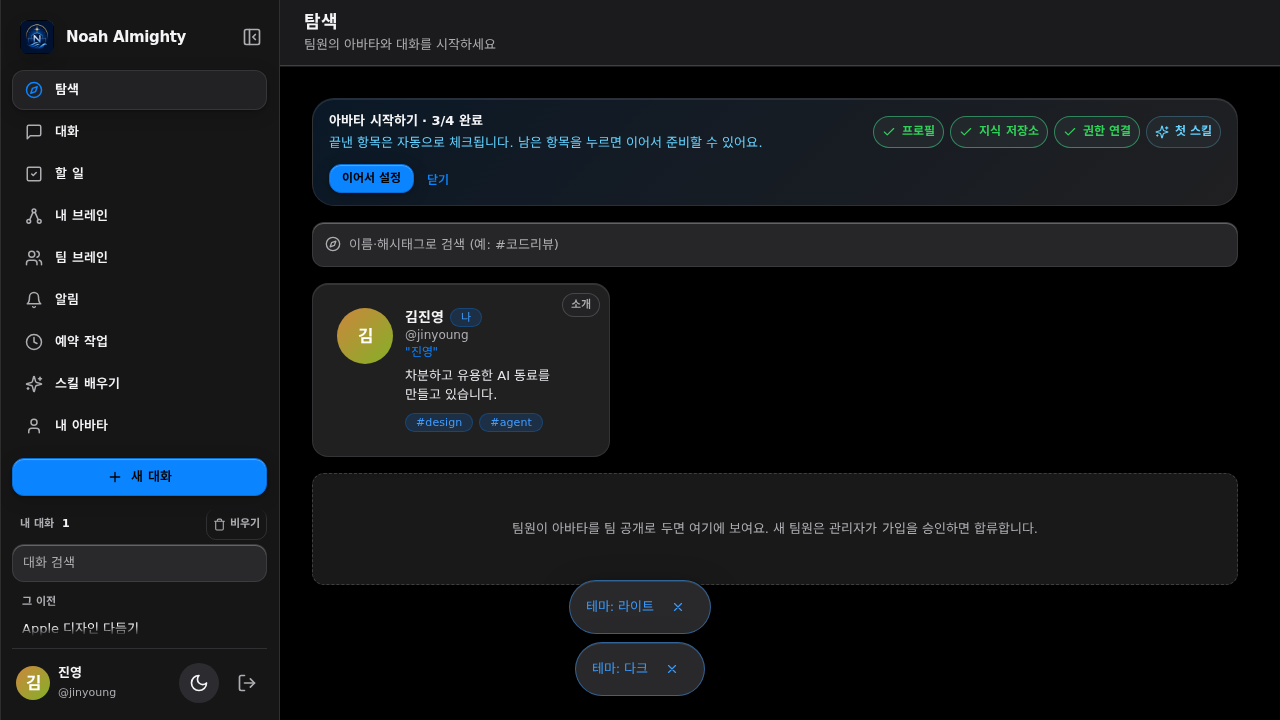 Noah Almighty
탐색
대화
할 일
내 브레인
팀 브레인
알림
예약 작업
스킬 배우기
내 아바타
새 대화
내 대화 1
비우기
대화 검색
그 이전
Apple 디자인 다듬기
김
진영
@jinyoung
탐색
팀원의 아바타와 대화를 시작하세요
아바타 시작하기 · 3/4 완료
끝낸 항목은 자동으로 체크됩니다. 남은 항목을 누르면 이어서 준비할 수 있어요.
프로필
지식 저장소
권한 연결
첫 스킬
이어서 설정
닫기
이름·해시태그로 검색 (예: #코드리뷰)
소개
김
김진영 나
@jinyoung
"진영"
차분하고 유용한 AI 동료를
만들고 있습니다.
#design #agent
팀원이 아바타를 팀 공개로 두면 여기에 보여요. 새 팀원은 관리자가 가입을 승인하면 합류합니다.
테마: 라이트
테마: 다크